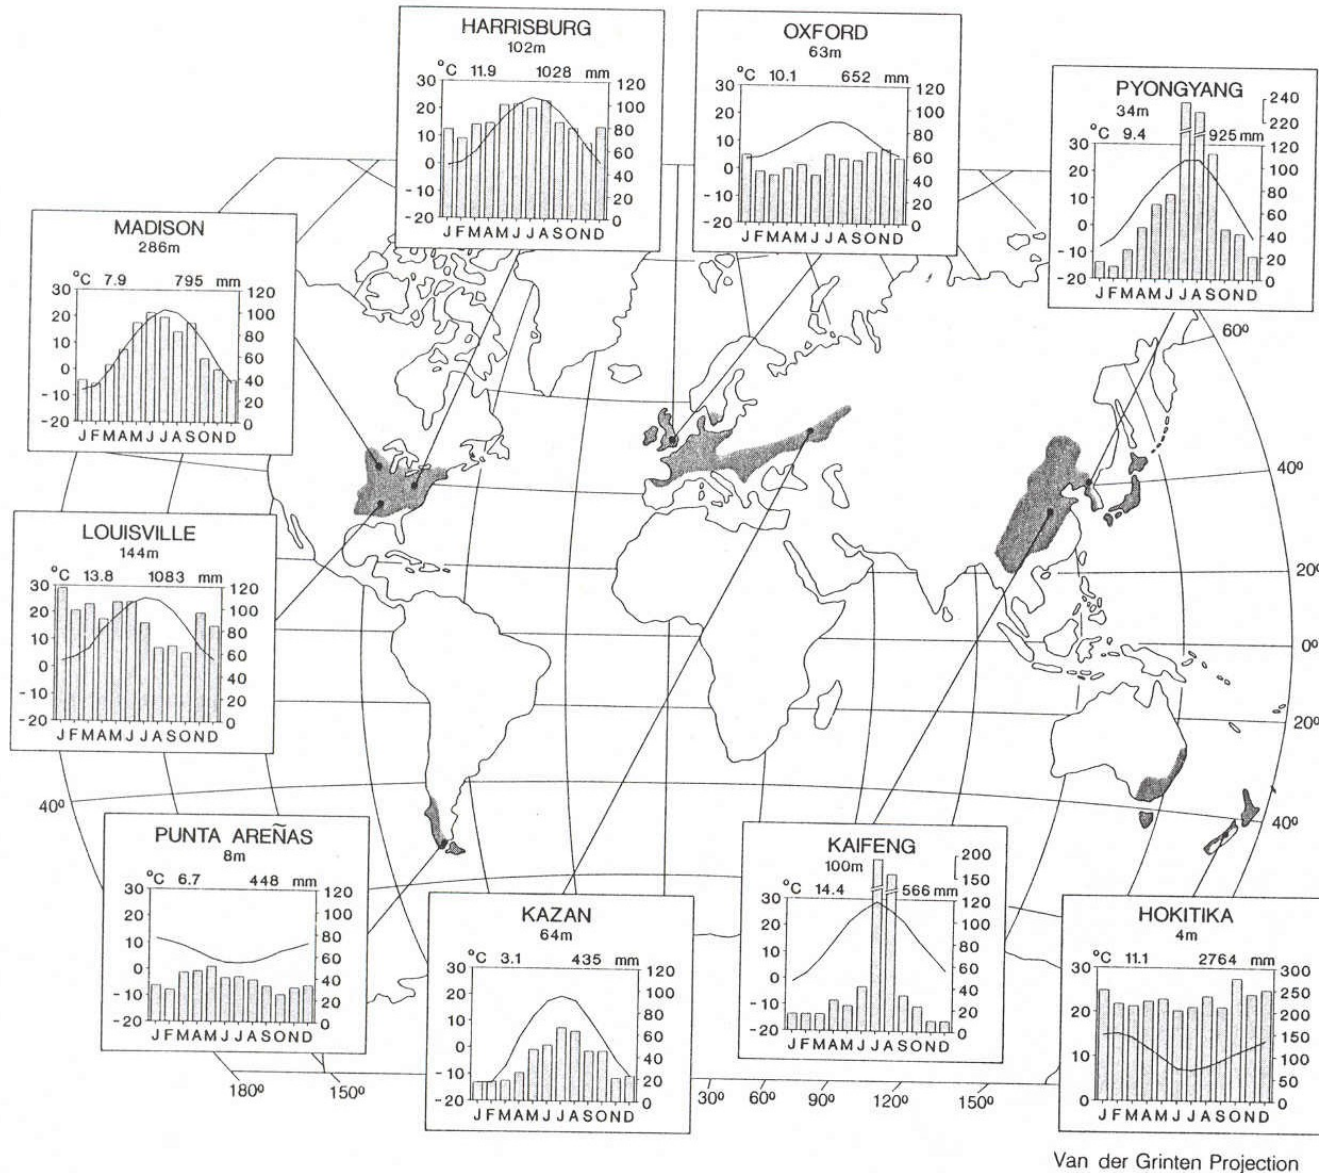 HARRISBURG
102m
°C 11.9 1028 mm
30 120
20 100
10 80
0 60
-10 40
-20 20
0
J F M A M J J A S O N D
OXFORD
63m
°C 10.1 652 mm
30 120
20 100
10 80
0 60
-10 40
-20 20
0
J F M A M J J A S O N D
PYONGYANG
34m
°C 9.4 925 mm
240
220
30 120
20 100
10 80
0 60
-10 40
-20 20
0
J F M A M J J A S O N D
MADISON
286m
°C 7.9 795 mm
30 120
20 100
10 80
0 60
-10 40
-20 20
0
J F M A M J J A S O N D
60°
40°
LOUISVILLE
144m
°C 13.8 1083 mm
30 120
20 100
10 80
0 60
-10 40
-20 20
0
J F M A M J J A S O N D
20°
0°
20°
40°
40°
PUNTA AREÑAS
8m
°C 6.7 448 mm
30 120
20 100
10 80
0 60
-10 40
-20 20
0
J F M A M J J A S O N D
KAZAN
64m
°C 3.1 435 mm
30 120
20 100
10 80
0 60
-10 40
-20 20
0
J F M A M J J A S O N D
KAIFENG
100m
°C 14.4 566 mm
200
150
30 120
20 100
10 80
0 60
-10 40
-20 20
0
J F M A M J J A S O N D
HOKITIKA
4m
°C 11.1 2764 mm
30 300
20 250
10 200
0 150
100
50
0
J F M A M J J A S O N D
180° 150° 30° 60° 90° 120° 150°
Van der Grinten Projection